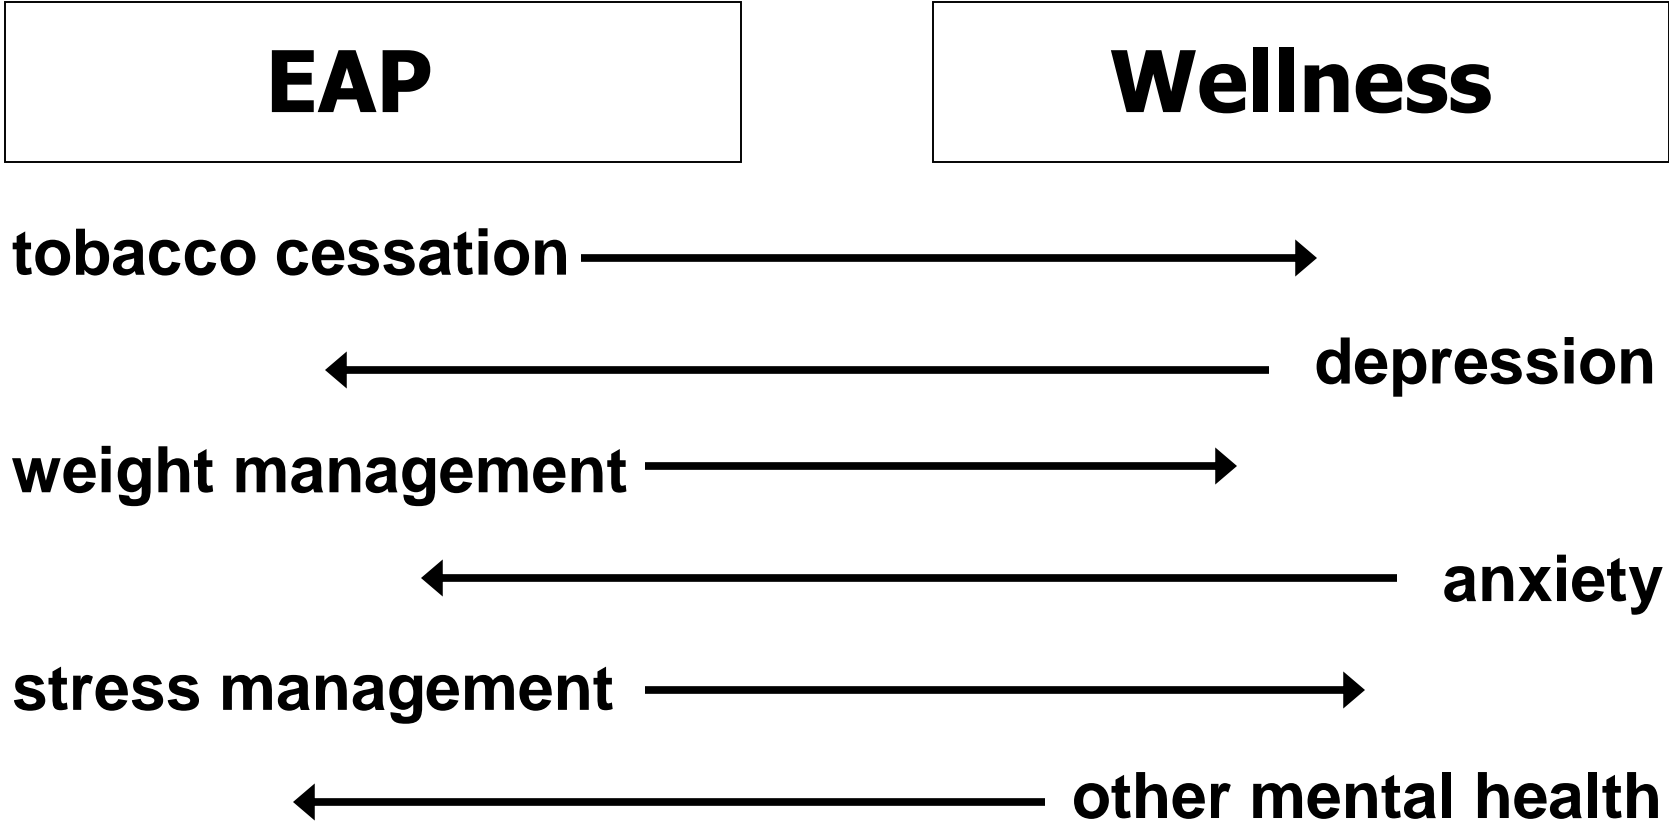 EAP
Wellness
tobacco cessation
depression
weight management
anxiety
stress management
other mental health